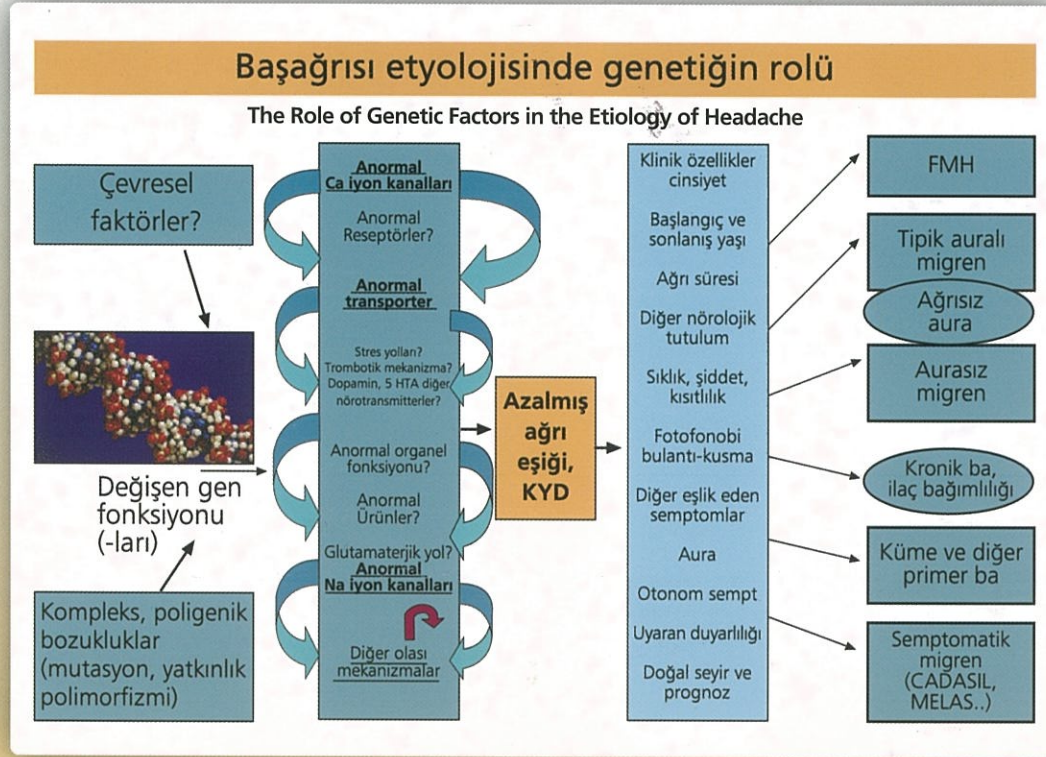 Başağrısı etyolojisinde genetiğin rolü
The Role of Genetic Factors in the Etiology of Headache
Çevresel
faktörler?
Değişen gen
fonksiyonu
(-ları)
Kompleks, poligenik
bozukluklar
(mutasyon, yatkınlık
polimorfizmi)
Anormal
Ca iyon kanalları
Anormal
Reseptörler?
Anormal
transporter
Stres yolları?
Trombotik mekanizma?
Dopamin, 5 HTA diğer
nörotransmitterler?
Anormal organel
fonksiyonu?
Anormal
Ürünler?
Glutamaterjik yol?
Anormal
Na iyon kanalları
Diğer olası
mekanizmalar
Azalmış
ağrı
eşiği,
KYD
Klinik özellikler
cinsiyet
Başlangıç ve
sonlanış yaşı
Ağrı süresi
Diğer nörolojik
tutulum
Sıklık, şiddet,
kısıtlılık
Fotofonobi
bulantı-kusma
Diğer eşlik eden
semptomlar
Aura
Otonom sempt
Uyaran duyarlılığı
Doğal seyir ve
prognoz
FMH
Tipik auralı
migren
Ağrısız
aura
Aurasız
migren
Kronik ba,
ilaç bağımlılığı
Küme ve diğer
primer ba
Semptomatik
migren
(CADASIL,
MELAS..)